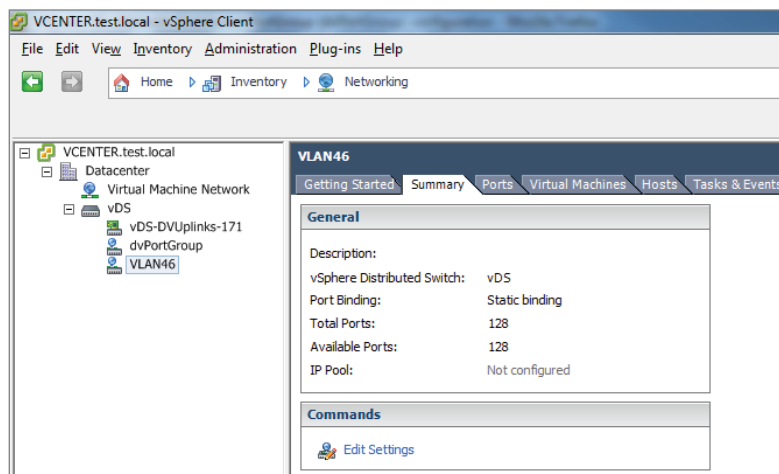 VCENTER.test.local - vSphere Client
File Edit View Inventory Administration Plug-ins Help
Home Inventory Networking
VCENTER.test.local
Datacenter
Virtual Machine Network
vDS
vDS-DVUplinks-171
dvPortGroup
VLAN46
VLAN46
Getting Started Summary Ports Virtual Machines Hosts Tasks & Events
General
Description:
vSphere Distributed Switch: vDS
Port Binding: Static binding
Total Ports: 128
Available Ports: 128
IP Pool: Not configured
Commands
Edit Settings